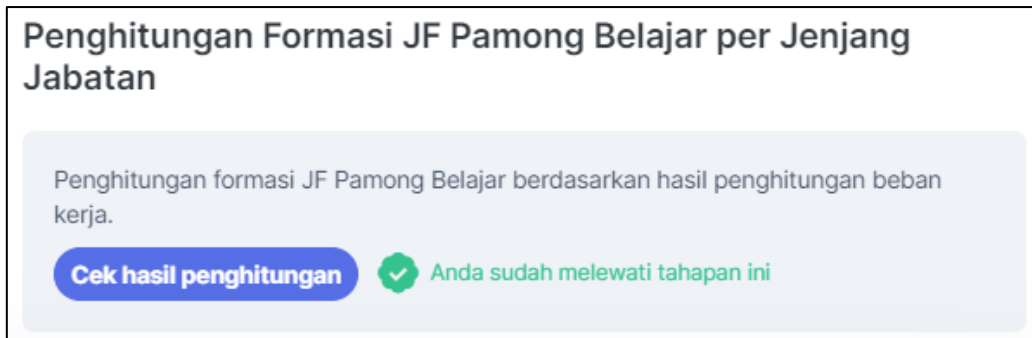 Penghitungan Formasi JF Pamong Belajar per Jenjang
Jabatan
Penghitungan formasi JF Pamong Belajar berdasarkan hasil penghitungan beban
kerja.
Cek hasil penghitungan
Anda sudah melewati tahapan ini